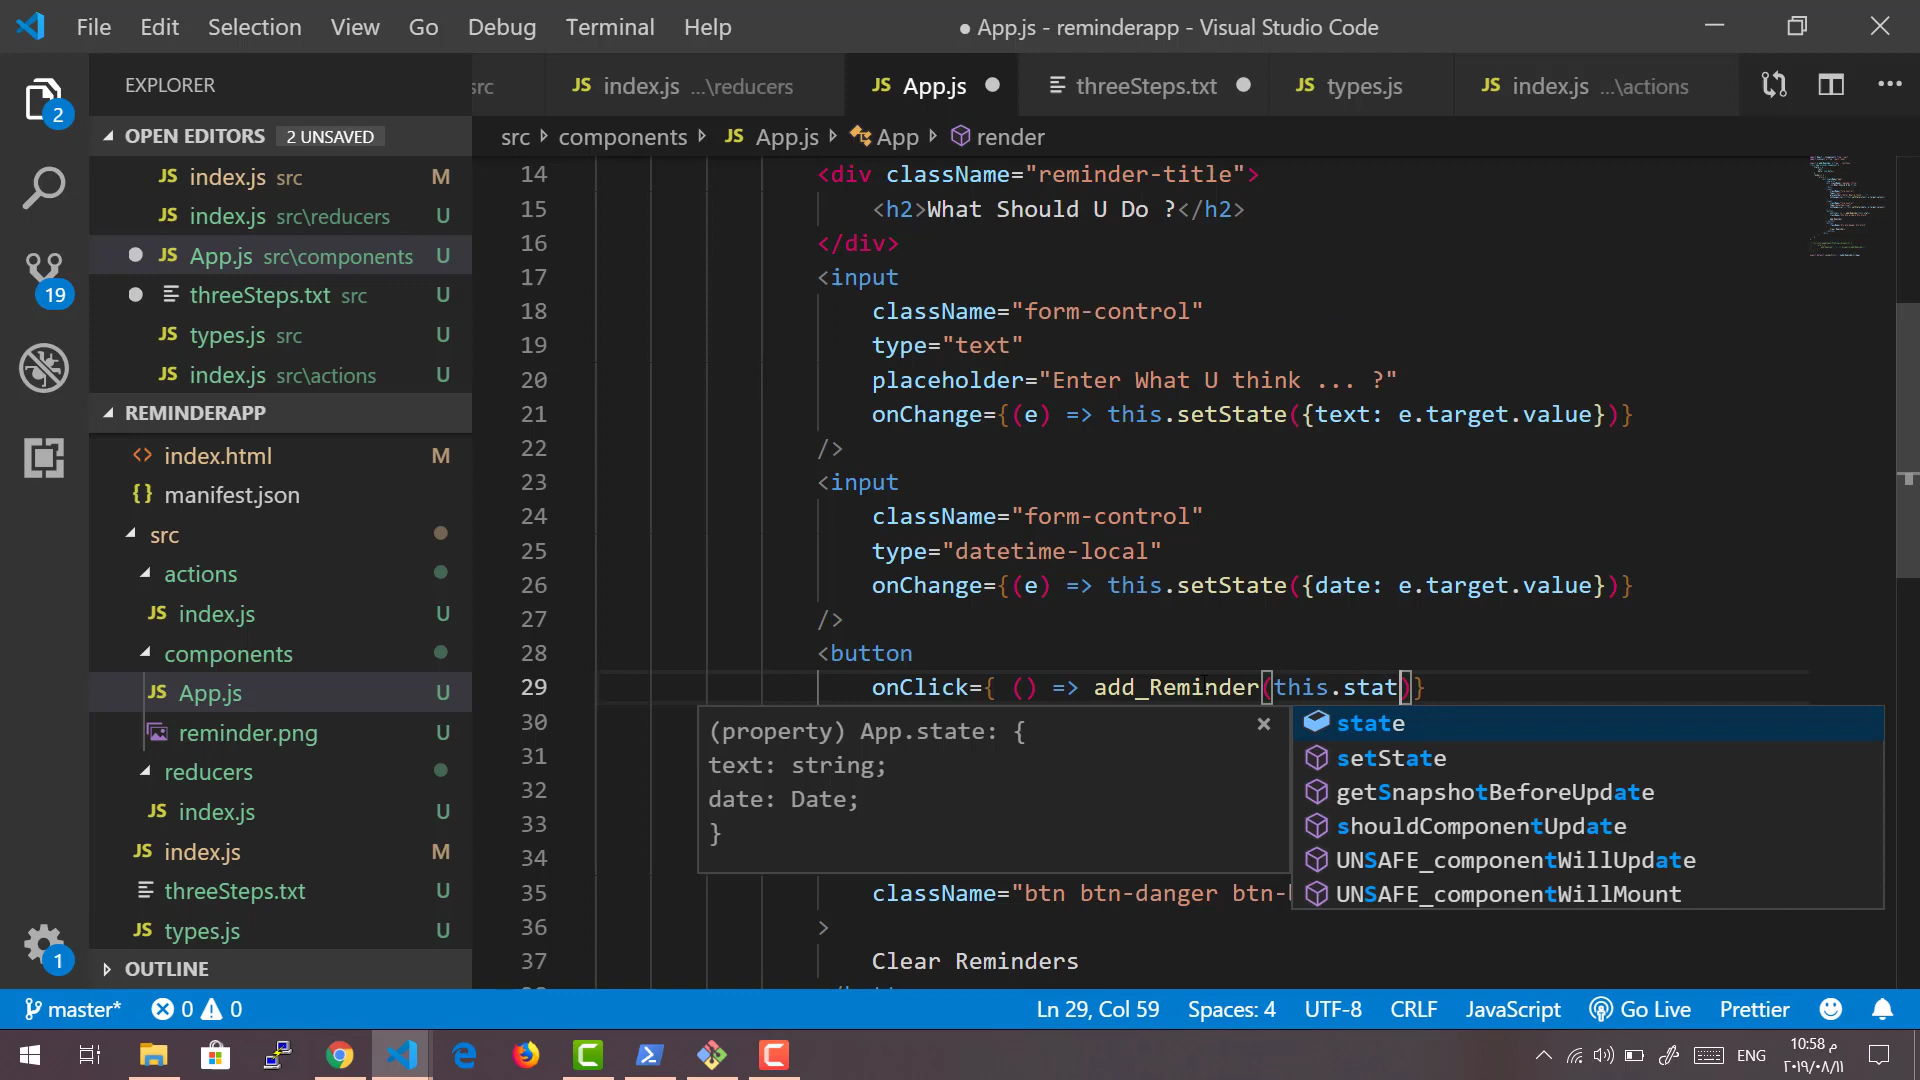 File Edit Selection View Go Debug Terminal Help
● App.js - reminderapp - Visual Studio Code
EXPLORER
src
JS index.js ...\reducers
JS App.js
threeSteps.txt
JS types.js
JS index.js ...\actions
OPEN EDITORS 2 UNSAVED
src components JS App.js App render
JS index.js src M
JS index.js src\reducers U
JS App.js src\components U
threeSteps.txt src U
JS types.js src U
JS index.js src\actions U
REMINDERAPP
<> index.html M
{} manifest.json
src
actions
JS index.js U
components
JS App.js U
reminder.png U
reducers
JS index.js U
JS index.js M
threeSteps.txt U
JS types.js U
OUTLINE
2
19
1
14 <div className="reminder-title">
15 <h2>What Should U Do ?</h2>
16 </div>
17 <input
18 className="form-control"
19 type="text"
20 placeholder="Enter What U think ... ?"
21 onChange={(e) => this.setState({text: e.target.value})}
22 />
23 <input
24 className="form-control"
25 type="datetime-local"
26 onChange={(e) => this.setState({date: e.target.value})}
27 />
28 <button
29 onClick={ () => add_Reminder(this.stat)}
30
31
32
33
34
35 className="btn btn-danger btn-
36 >
37 Clear Reminders
(property) App.state: {
text: string;
date: Date;
}
state
setState
getSnapshotBeforeUpdate
shouldComponentUpdate
UNSAFE_componentWillUpdate
UNSAFE_componentWillMount
master* 0 0
Ln 29, Col 59 Spaces: 4 UTF-8 CRLF JavaScript Go Live Prettier
ENG
10:58 م
٢٠١٩/٠٨/١١